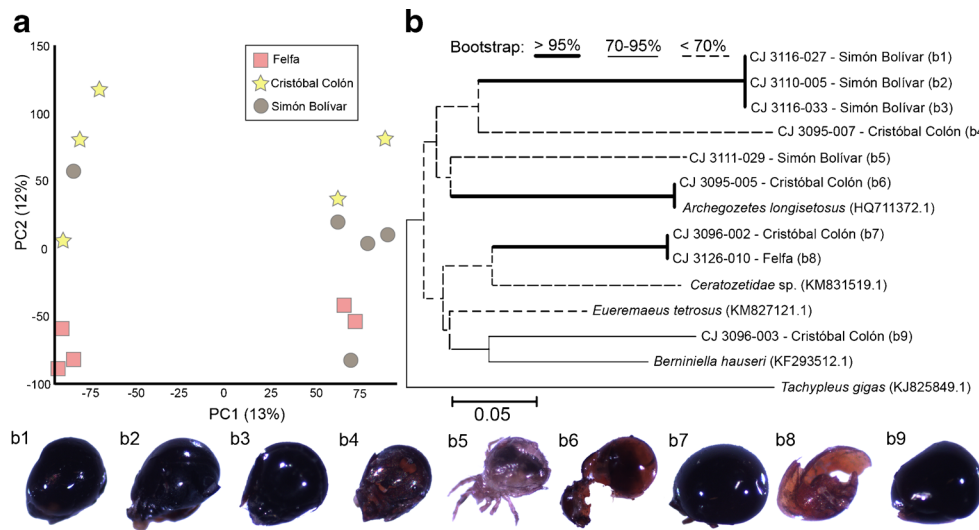 a
b
150
100
50
0
-50
-100
PC2 (12%)
-75
-50
-25
0
25
50
75
PC1 (13%)
Felfa
Cristóbal Colón
Simón Bolívar
Bootstrap: > 95% 70-95% < 70%
CJ 3116-027 - Simón Bolívar (b1)
CJ 3110-005 - Simón Bolívar (b2)
CJ 3116-033 - Simón Bolívar (b3)
CJ 3095-007 - Cristóbal Colón (b4
CJ 3111-029 - Simón Bolívar (b5)
CJ 3095-005 - Cristóbal Colón (b6)
Archegozetes longisetosus (HQ711372.1)
CJ 3096-002 - Cristóbal Colón (b7)
CJ 3126-010 - Felfa (b8)
Ceratozetidae sp. (KM831519.1)
Eueremaeus tetrosus (KM827121.1)
CJ 3096-003 - Cristóbal Colón (b9)
Berniniella hauseri (KF293512.1)
Tachypleus gigas (KJ825849.1)
0.05
b1
b2
b3
b4
b5
b6
b7
b8
b9